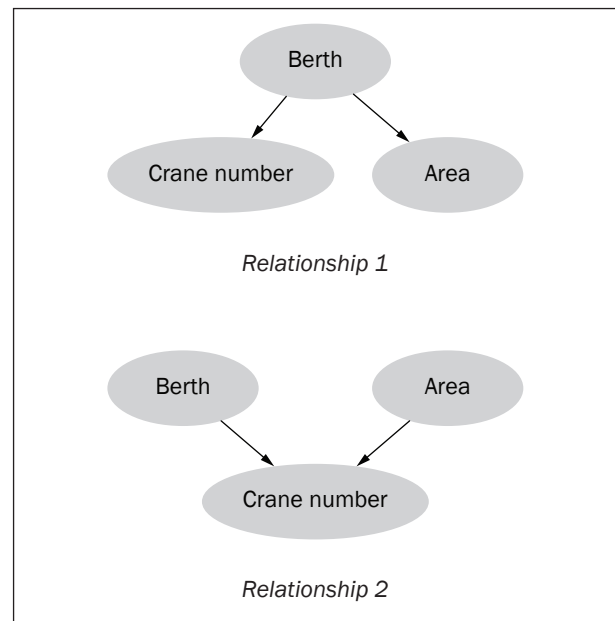 Berth
Crane number Area
Relationship 1
Berth Area
Crane number
Relationship 2